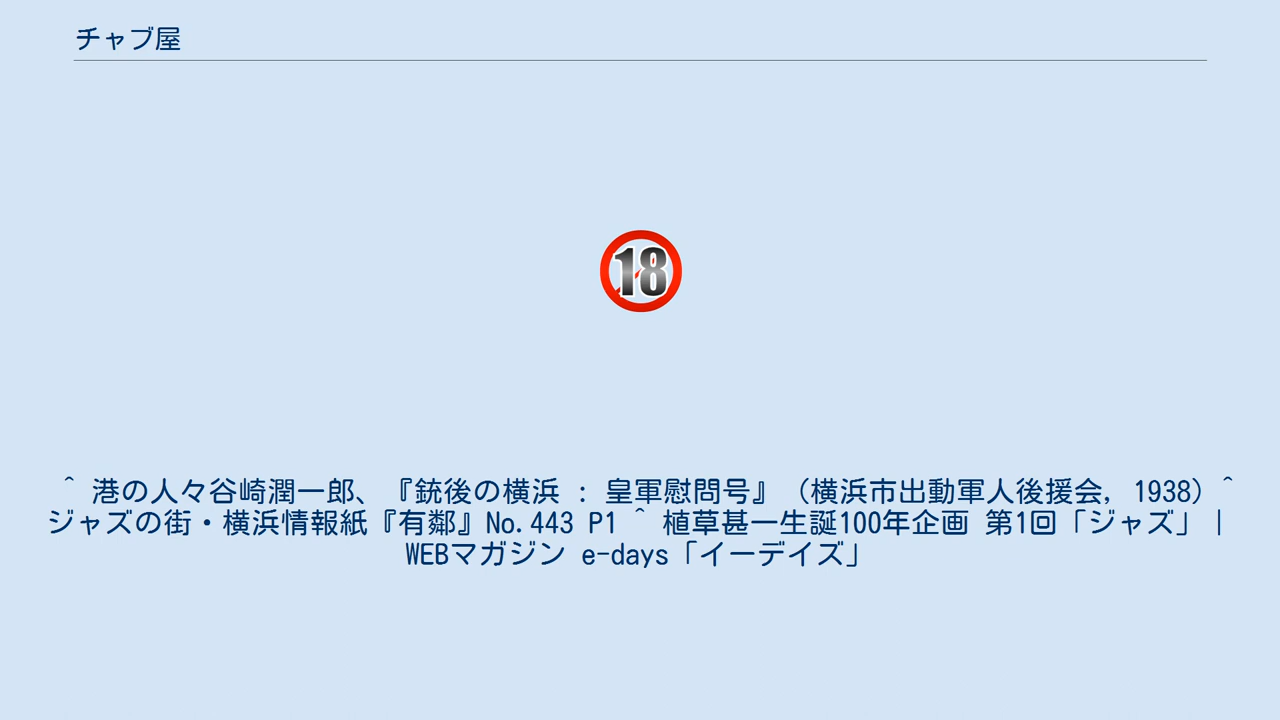 チャブ屋
18
^ 港の人々谷崎潤一郎、『銃後の横浜 : 皇軍慰問号』（横浜市出動軍人後援会, 1938）^
ジャズの街・横浜情報紙『有鄰』No.443 P1 ^ 植草甚一生誕100年企画 第1回「ジャズ」｜
WEBマガジン e-days「イーデイズ」